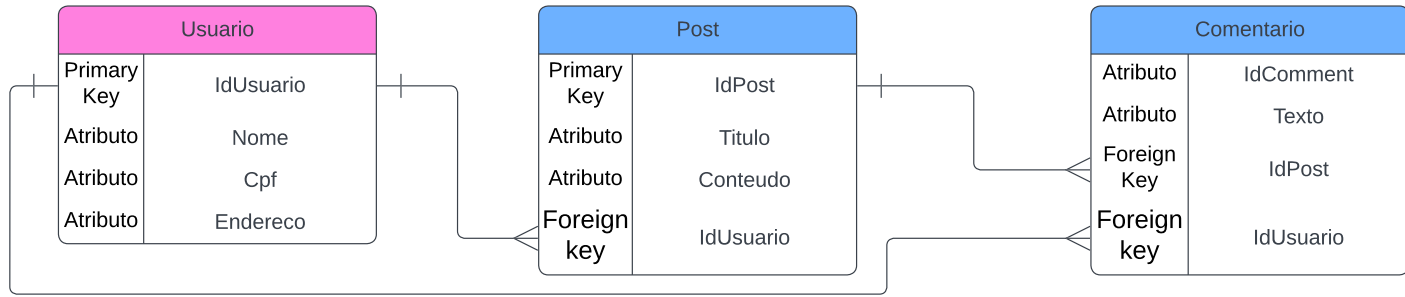 Usuario
Primary
Key
IdUsuario
Atributo
Nome
Atributo
Cpf
Atributo
Endereco
Post
Primary
Key
IdPost
Atributo
Titulo
Atributo
Conteudo
Foreign
key
IdUsuario
Comentario
Atributo
IdComment
Atributo
Texto
Foreign
Key
IdPost
Foreign
key
IdUsuario